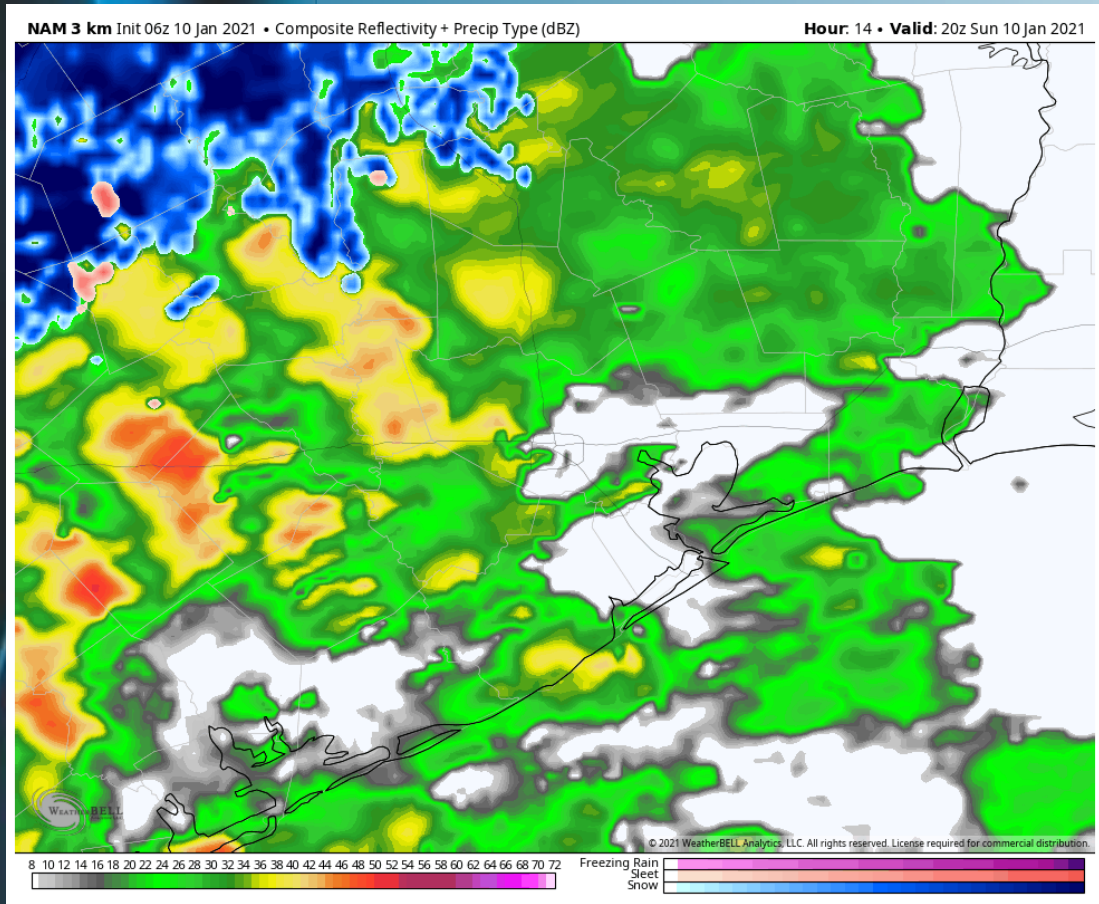 NAM 3 km Init 06z 10 Jan 2021 • Composite Reflectivity + Precip Type (dBZ) Hour: 14 • Valid: 20z Sun 10 Jan 2021
WEATHERBELL
© 2021 WeatherBELL Analytics, LLC. All rights reserved. License required for commercial distribution.
8 10 12 14 16 18 20 22 24 26 28 30 32 34 36 38 40 42 44 46 48 50 52 54 56 58 60 62 64 66 68 70 72
Freezing Rain
Sleet
Snow